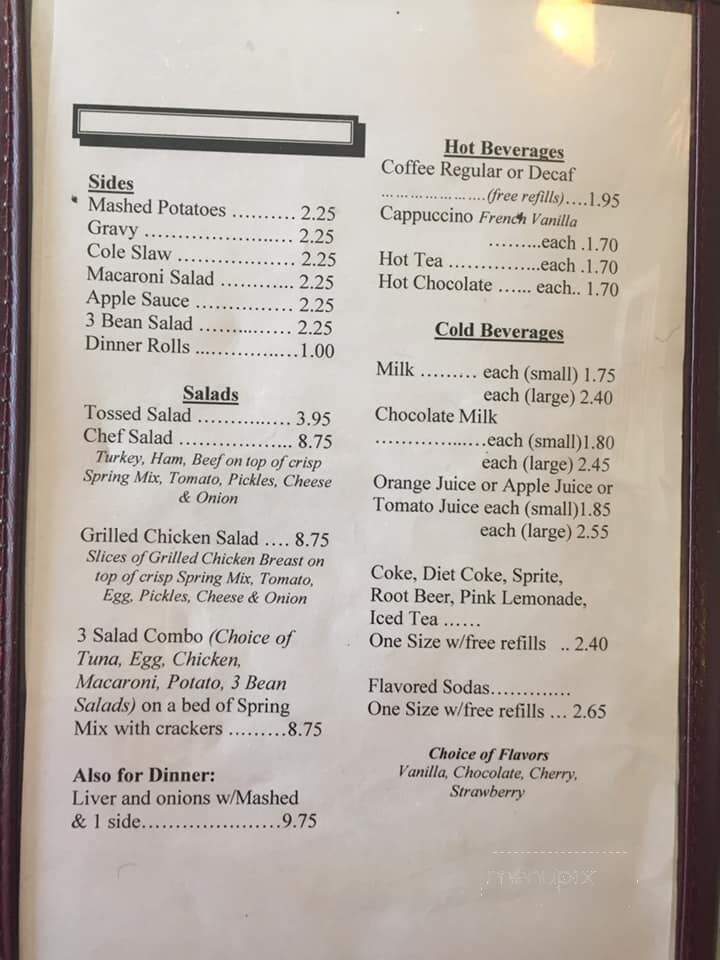 Sides
Mashed Potatoes .......... 2.25
Gravy ........................ 2.25
Cole Slaw ................... 2.25
Macaroni Salad ........... 2.25
Apple Sauce ............... 2.25
3 Bean Salad .............. 2.25
Dinner Rolls ................1.00
Salads
Tossed Salad ............... 3.95
Chef Salad .................. 8.75
Turkey, Ham, Beef on top of crisp
Spring Mix, Tomato, Pickles, Cheese
& Onion
Grilled Chicken Salad .... 8.75
Slices of Grilled Chicken Breast on
top of crisp Spring Mix, Tomato,
Egg, Pickles, Cheese & Onion
3 Salad Combo (Choice of
Tuna, Egg, Chicken,
Macaroni, Potato, 3 Bean
Salads) on a bed of Spring
Mix with crackers .........8.75
Also for Dinner:
Liver and onions w/Mashed
& 1 side.....................9.75
Hot Beverages
Coffee Regular or Decaf
......................(free refills)....1.95
Cappuccino French Vanilla
.........each .1.70
Hot Tea ...............each .1.70
Hot Chocolate ...... each.. 1.70
Cold Beverages
Milk ......... each (small) 1.75
each (large) 2.40
Chocolate Milk
..................each (small)1.80
each (large) 2.45
Orange Juice or Apple Juice or
Tomato Juice each (small)1.85
each (large) 2.55
Coke, Diet Coke, Sprite,
Root Beer, Pink Lemonade,
Iced Tea ......
One Size w/free refills .. 2.40
Flavored Sodas.............
One Size w/free refills ... 2.65
Choice of Flavors
Vanilla, Chocolate, Cherry,
Strawberry
menupix